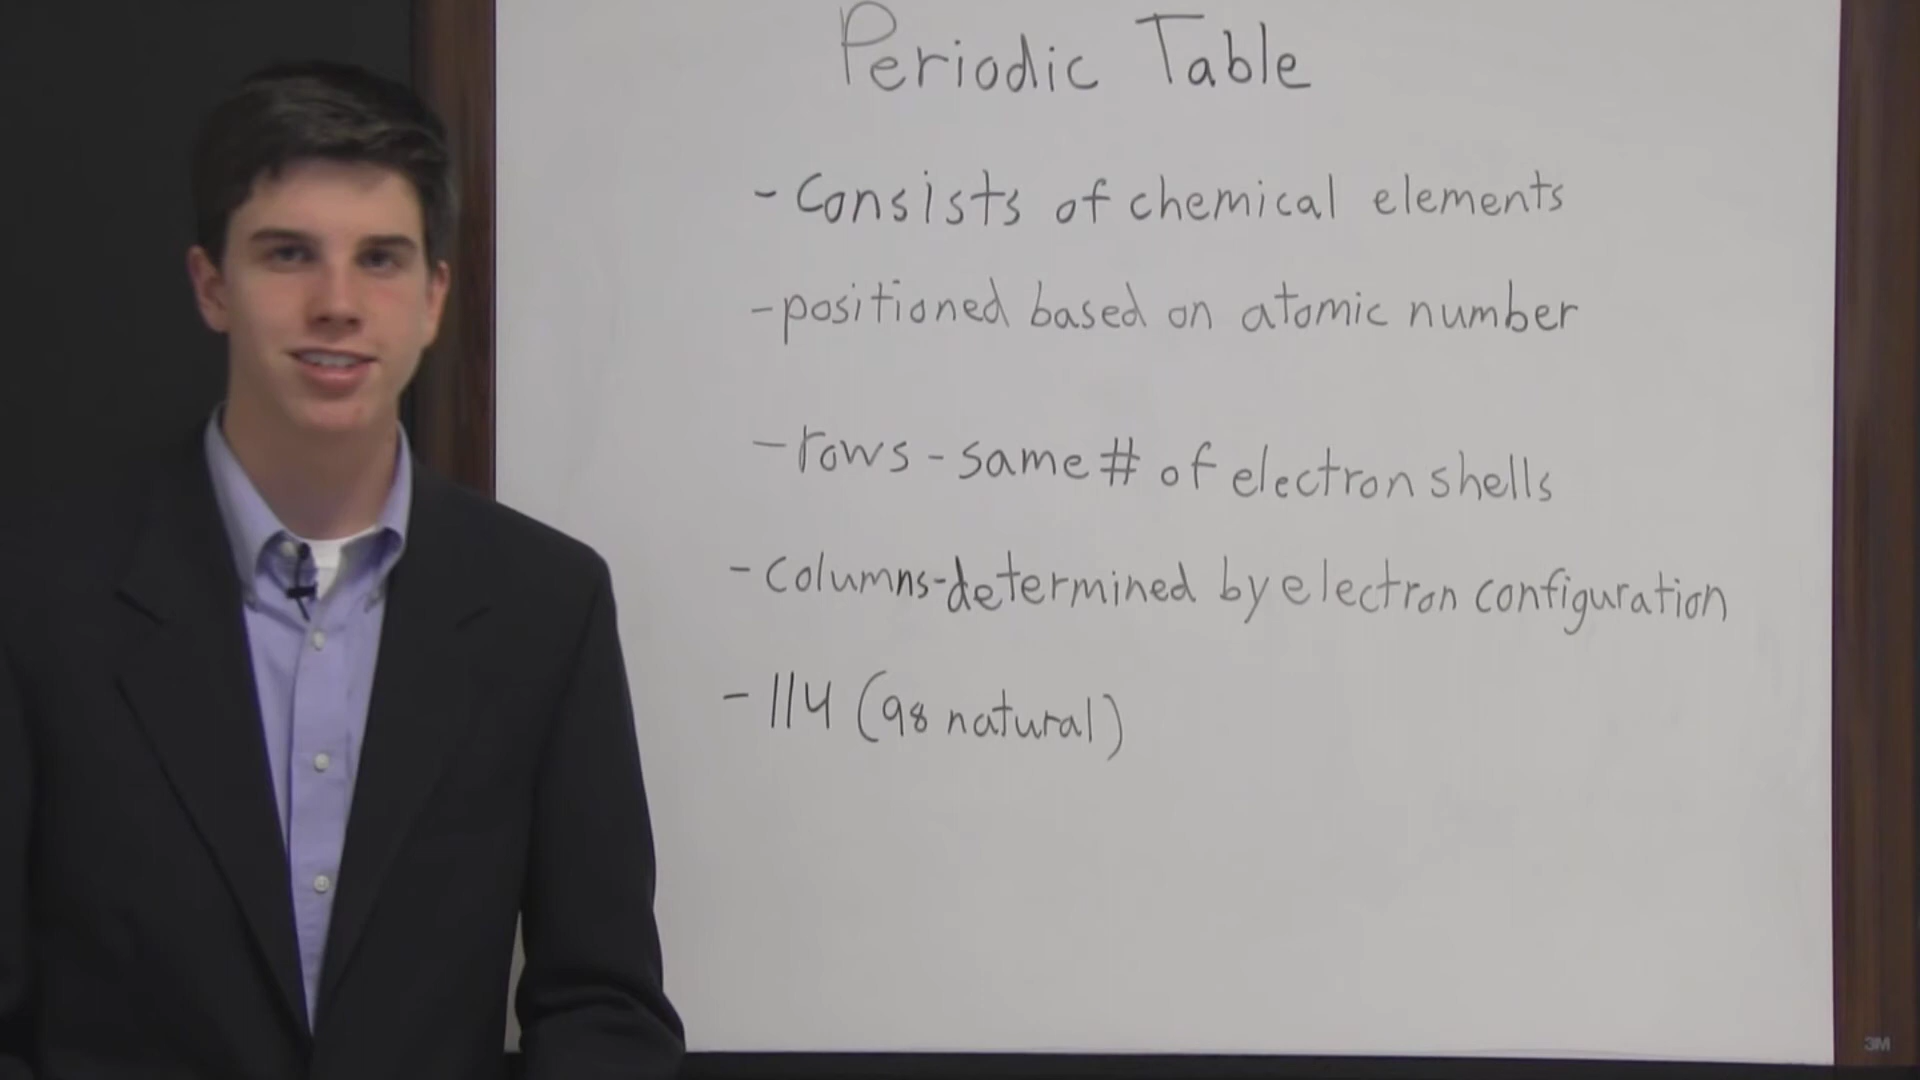 Periodic Table
- Consists of chemical elements
- positioned based on atomic number
- rows - same # of electron shells
- columns - determined by electron configuration
- 114 (98 natural)
3M